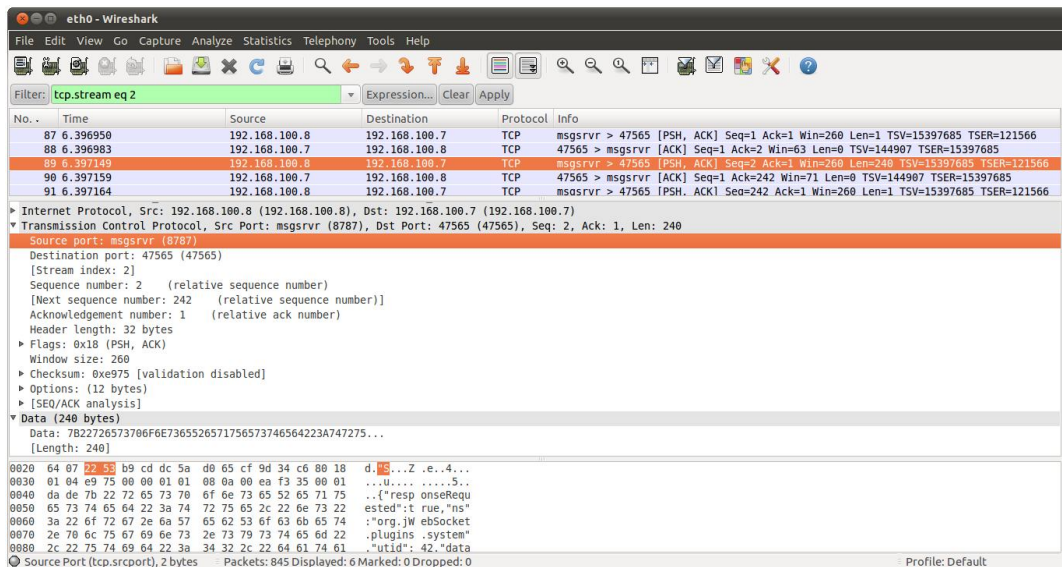 eth0 - Wireshark
File Edit View Go Capture Analyze Statistics Telephony Tools Help
Filter: tcp.stream eq 2 Expression... Clear Apply
No. . Time Source Destination Protocol Info
87 6.396950 192.168.100.8 192.168.100.7 TCP msgsrvr > 47565 [PSH, ACK] Seq=1 Ack=1 Win=260 Len=1 TSV=15397685 TSER=121566
88 6.396983 192.168.100.7 192.168.100.8 TCP 47565 > msgsrvr [ACK] Seq=1 Ack=2 Win=63 Len=0 TSV=144907 TSER=15397685
89 6.397149 192.168.100.8 192.168.100.7 TCP msgsrvr > 47565 [PSH, ACK] Seq=2 Ack=1 Win=260 Len=240 TSV=15397685 TSER=121566
90 6.397159 192.168.100.7 192.168.100.8 TCP 47565 > msgsrvr [ACK] Seq=1 Ack=242 Win=71 Len=0 TSV=144907 TSER=15397685
91 6.397164 192.168.100.8 192.168.100.7 TCP msgsrvr > 47565 [PSH, ACK] Seq=242 Ack=1 Win=260 Len=1 TSV=15397685 TSER=121566
Internet Protocol, Src: 192.168.100.8 (192.168.100.8), Dst: 192.168.100.7 (192.168.100.7)
Transmission Control Protocol, Src Port: msgsrvr (8787), Dst Port: 47565 (47565), Seq: 2, Ack: 1, Len: 240
Source port: msgsrvr (8787)
Destination port: 47565 (47565)
[Stream index: 2]
Sequence number: 2 (relative sequence number)
[Next sequence number: 242 (relative sequence number)]
Acknowledgement number: 1 (relative ack number)
Header length: 32 bytes
Flags: 0x18 (PSH, ACK)
Window size: 260
Checksum: 0xe975 [validation disabled]
Options: (12 bytes)
[SEQ/ACK analysis]
Data (240 bytes)
Data: 7B22726573706F6E73655265717565737465642 23A747275...
[Length: 240]
0020 64 07 22 53 b9 cd dc 5a d0 65 cf 9d 34 c6 80 18 d."S...Z .e..4...
0030 01 04 e9 75 00 00 01 01 08 0a 00 ea f3 35 00 01 ...u.... .....5..
0040 da de 7b 22 72 65 73 70 6f 6e 73 65 52 65 71 75 ..{"resp onseRequ
0050 65 73 74 65 64 22 3a 74 72 75 65 2c 22 6e 73 22 ested":t rue,"ns"
0060 3a 22 6f 72 67 2e 6a 57 65 62 53 6f 63 6b 65 74 :"org.jW ebSocket
0070 2e 70 6c 75 67 69 6e 73 2e 73 79 73 74 65 6d 22 .plugins .system"
0080 2c 22 75 74 69 64 22 3a 34 32 2c 22 64 61 74 61 ,"utid": 42,"data
Source Port (tcp.srcport), 2 bytes Packets: 845 Displayed: 6 Marked: 0 Dropped: 0 Profile: Default